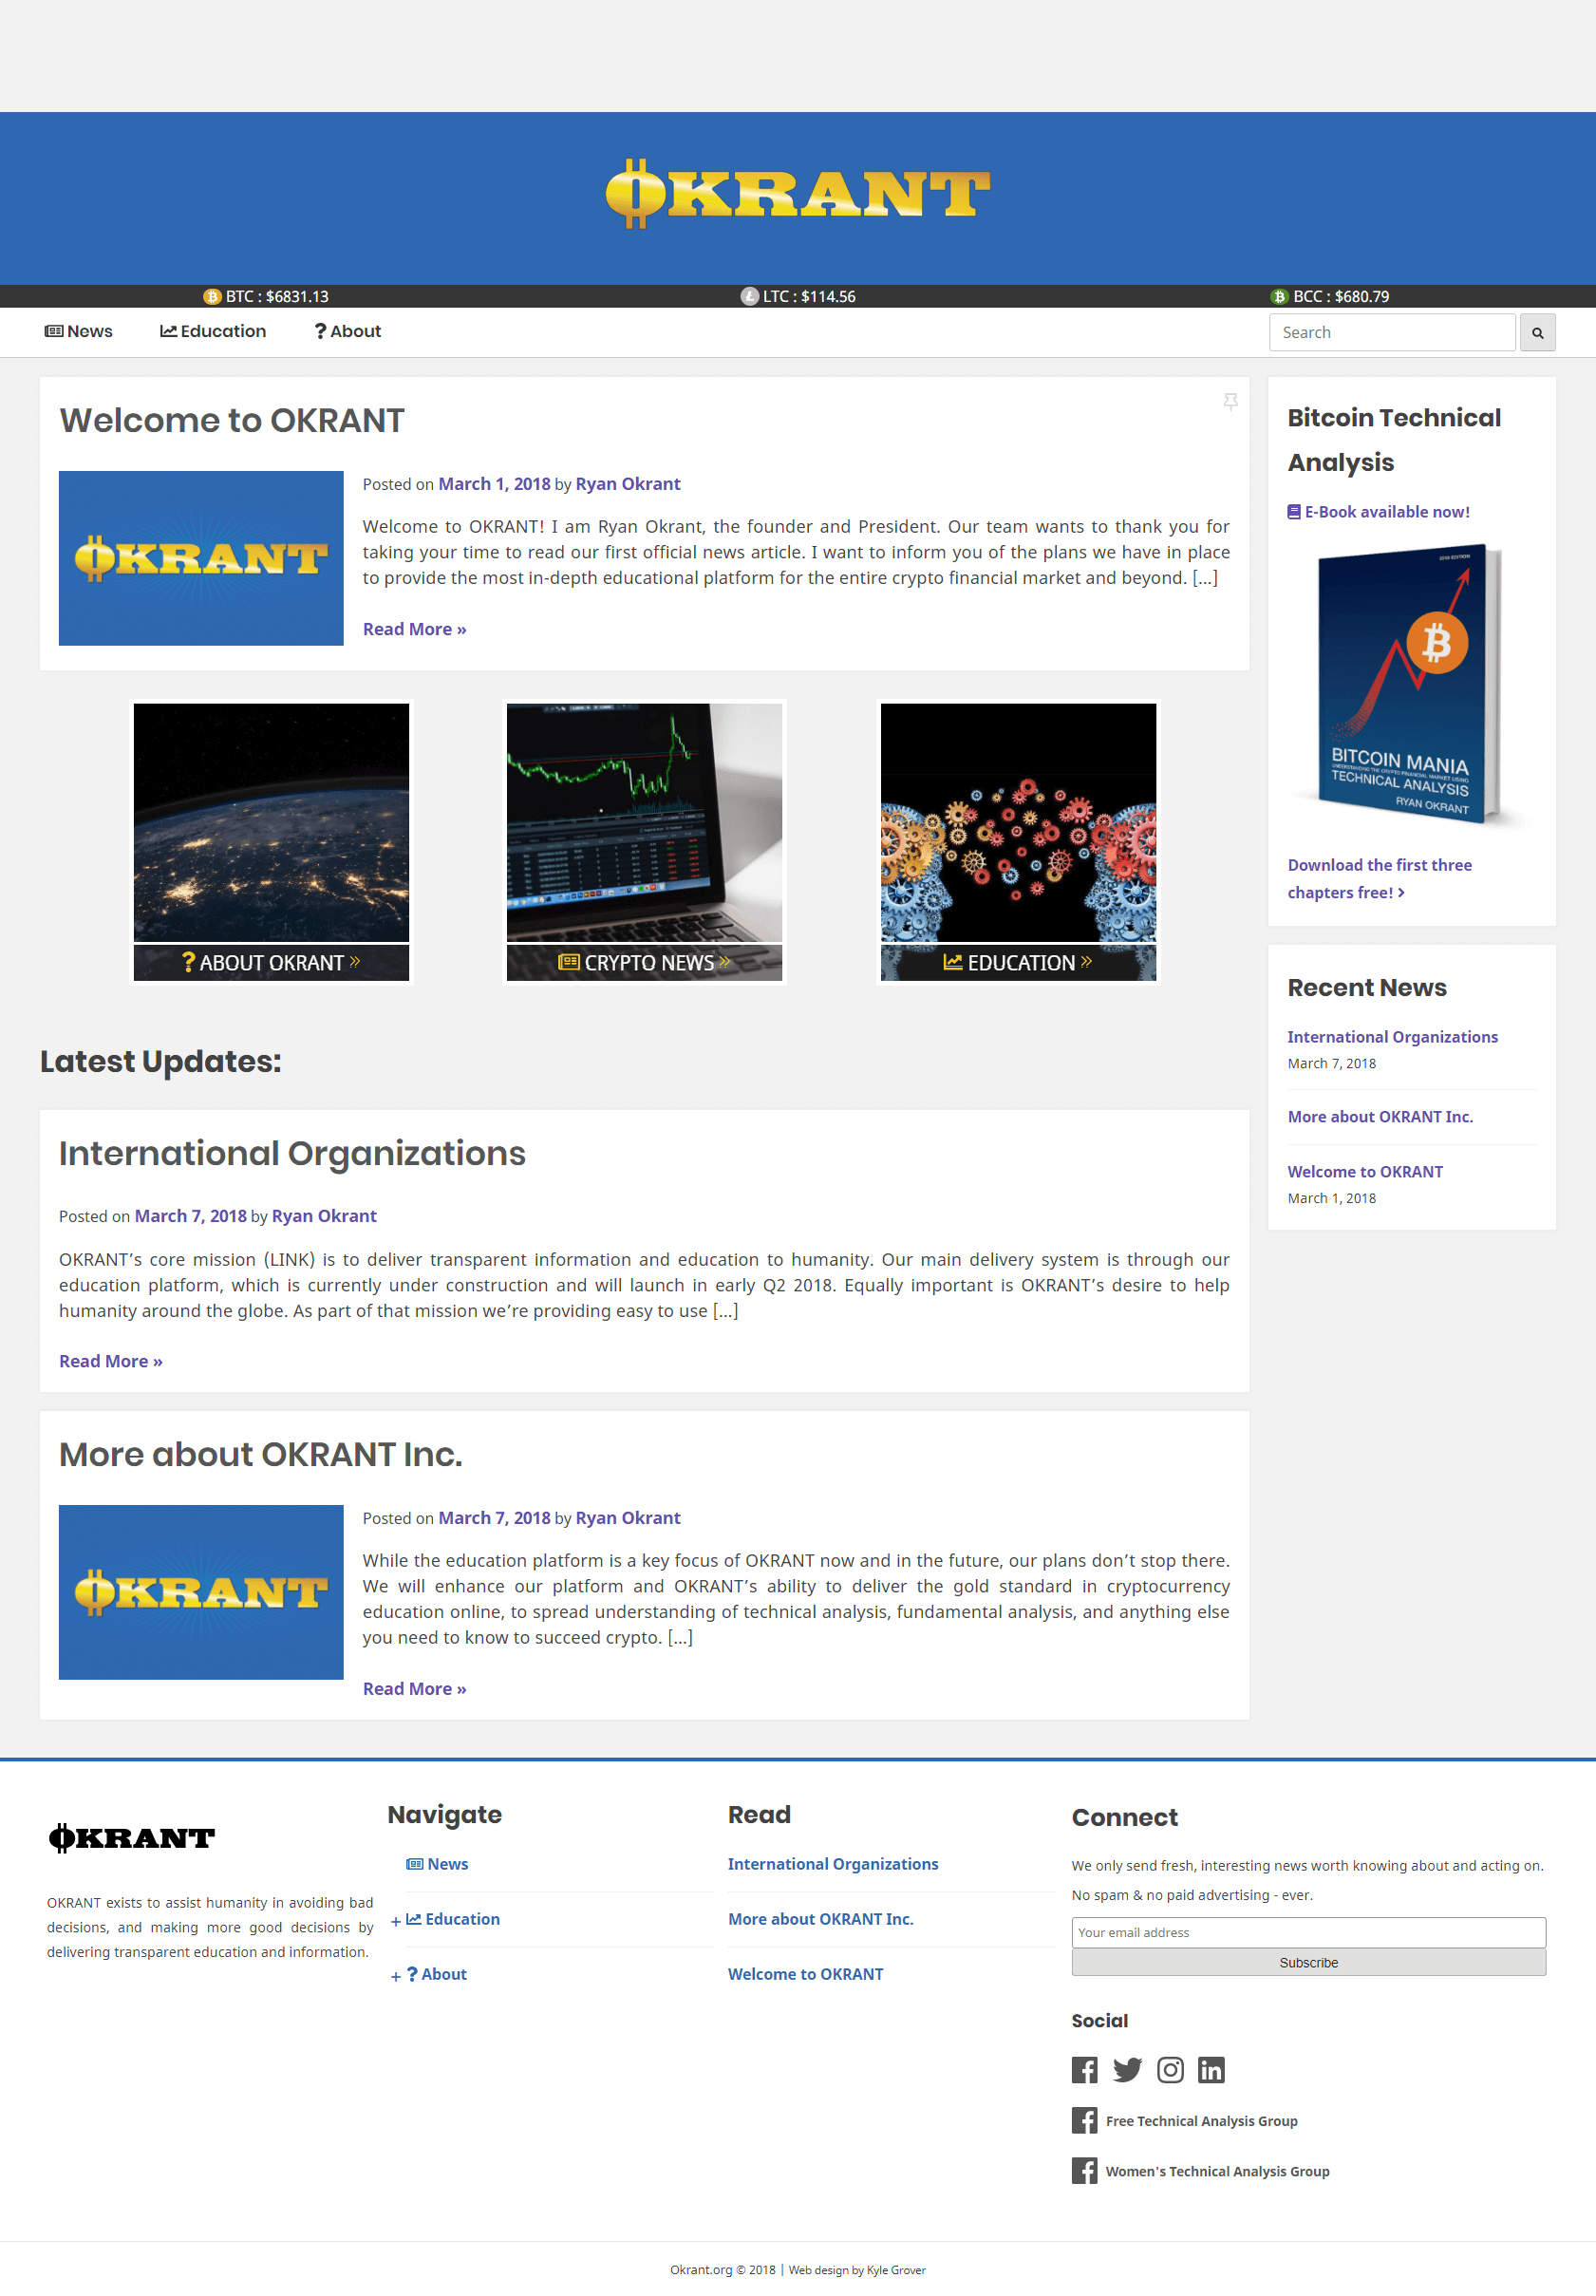 OKRANT
BTC : $6831.13
LTC : $114.56
BCC : $680.79
News
Education
About
Search
Welcome to OKRANT
OKRANT
Posted on March 1, 2018 by Ryan Okrant
Welcome to OKRANT! I am Ryan Okrant, the founder and President. Our team wants to thank you for
taking your time to read our first official news article. I want to inform you of the plans we have in place
to provide the most in-depth educational platform for the entire crypto financial market and beyond. […]
Read More »
ABOUT OKRANT »
CRYPTO NEWS »
EDUCATION »
Bitcoin Technical
Analysis
E-Book available now!
2018 EDITION
BITCOIN MANIA
UNDERSTANDING THE CRYPTO FINANCIAL MARKET USING
TECHNICAL ANALYSIS
RYAN OKRANT
Download the first three
chapters free! >
Recent News
International Organizations
March 7, 2018
More about OKRANT Inc.
Welcome to OKRANT
March 1, 2018
Latest Updates:
International Organizations
Posted on March 7, 2018 by Ryan Okrant
OKRANT’s core mission (LINK) is to deliver transparent information and education to humanity. Our main delivery system is through our
education platform, which is currently under construction and will launch in early Q2 2018. Equally important is OKRANT’s desire to help
humanity around the globe. As part of that mission we’re providing easy to use […]
Read More »
More about OKRANT Inc.
OKRANT
Posted on March 7, 2018 by Ryan Okrant
While the education platform is a key focus of OKRANT now and in the future, our plans don’t stop there.
We will enhance our platform and OKRANT’s ability to deliver the gold standard in cryptocurrency
education online, to spread understanding of technical analysis, fundamental analysis, and anything else
you need to know to succeed crypto. […]
Read More »
OKRANT
OKRANT exists to assist humanity in avoiding bad
decisions, and making more good decisions by
delivering transparent education and information.
Navigate
News
+ Education
+ About
Read
International Organizations
More about OKRANT Inc.
Welcome to OKRANT
Connect
We only send fresh, interesting news worth knowing about and acting on.
No spam & no paid advertising - ever.
Your email address
Subscribe
Social
Free Technical Analysis Group
Women's Technical Analysis Group
Okrant.org © 2018 | Web design by Kyle Grover